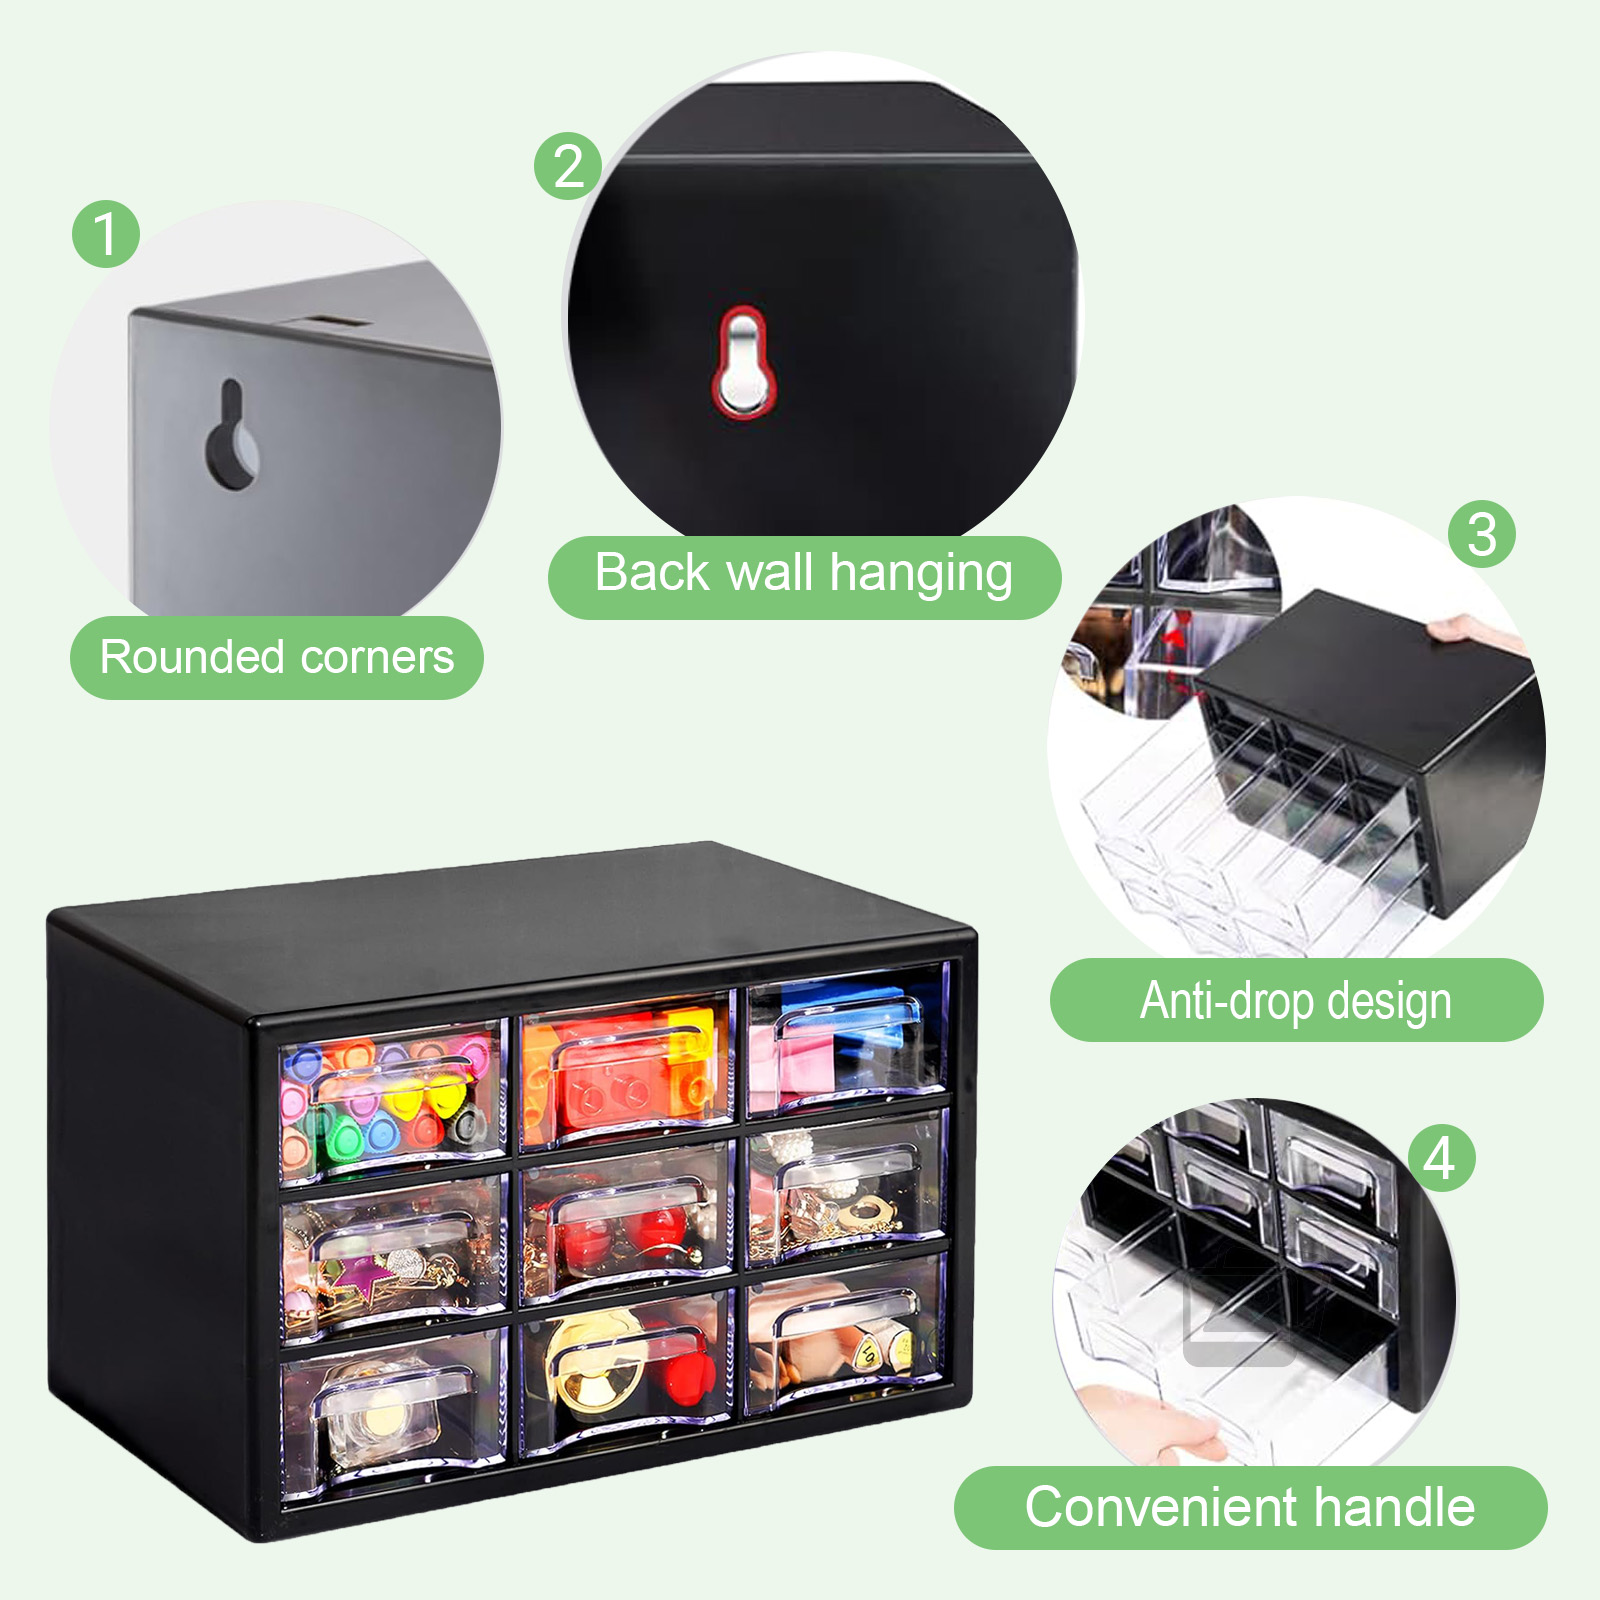 1
Rounded corners
2
Back wall hanging
3
Anti-drop design
4
Convenient handle